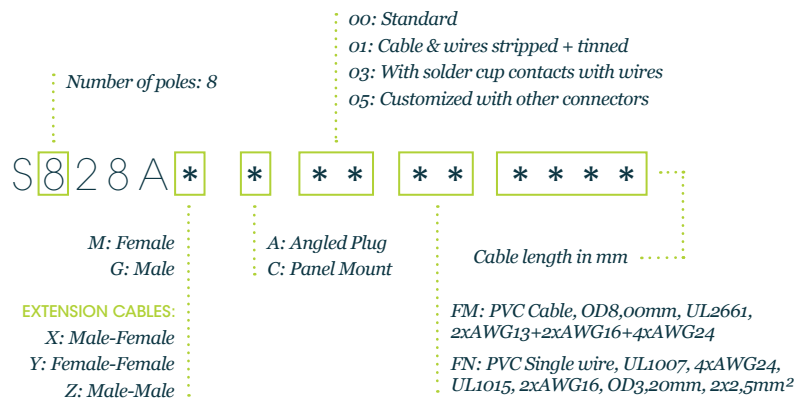 00: Standard
01: Cable & wires stripped + tinned
03: With solder cup contacts with wires
05: Customized with other connectors
Number of poles: 8
S828A* * ** ** ****
M: Female
G: Male
A: Angled Plug
C: Panel Mount
Cable length in mm
EXTENSION CABLES:
X: Male-Female
Y: Female-Female
Z: Male-Male
FM: PVC Cable, OD8,00mm, UL2661,
2xAWG13+2xAWG16+4xAWG24
FN: PVC Single wire, UL1007, 4xAWG24,
UL1015, 2xAWG16, OD3,20mm, 2x2,5mm²